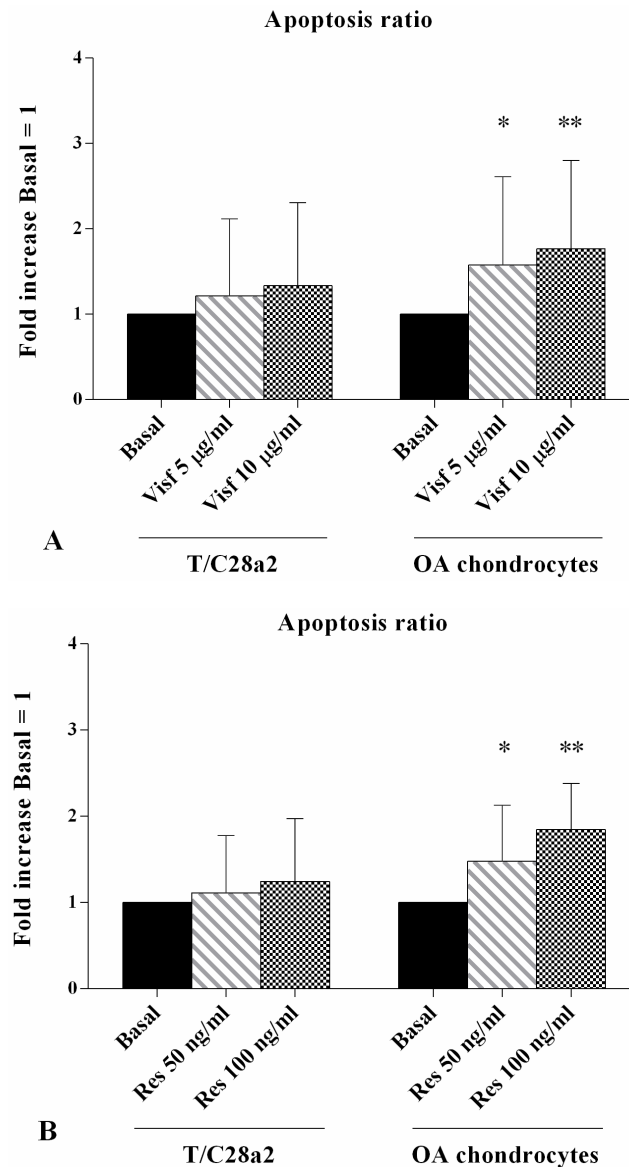 Apoptosis ratio
Fold increase Basal = 1
4
3
2
1
0
* **
Basal
Visf 5 µg/ml
Visf 10 µg/ml
Basal
Visf 5 µg/ml
Visf 10 µg/ml
A
T/C28a2 OA chondrocytes
Apoptosis ratio
Fold increase Basal = 1
4
3
2
1
0
* **
Basal
Res 50 ng/ml
Res 100 ng/ml
Basal
Res 50 ng/ml
Res 100 ng/ml
B
T/C28a2 OA chondrocytes